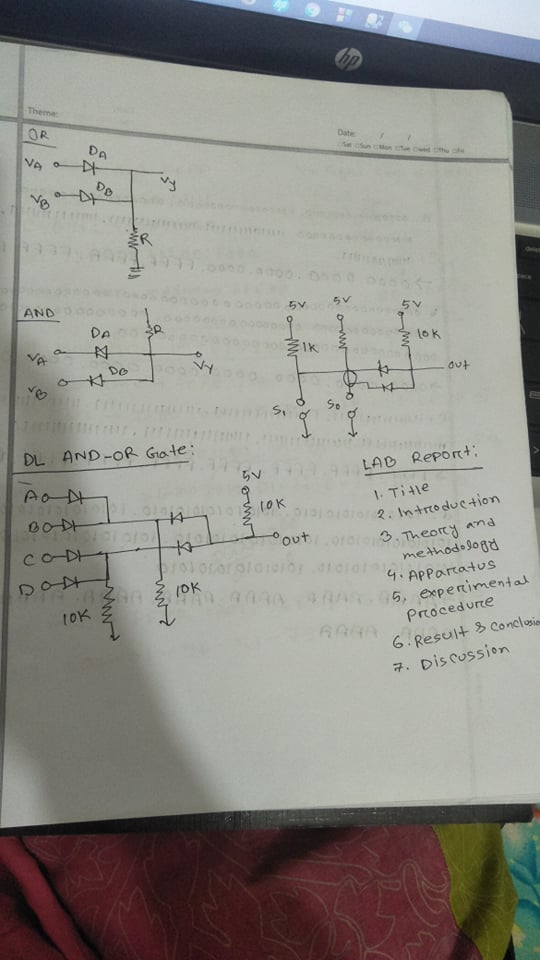 hp
Theme:
Date: / /
Sat Sun Mon Tue Wed Thu Fri
OR
VA DA
Vy
VB DB
R
AND
R
DA
VA
Vy
DB
VB
5V 5V 5V
1K
10K
out
S1 S0
DL AND-OR Gate:
A
B
C
D
5V
10K
out
10K
10K
LAB Report:
1. Title
2. Introduction
3. Theory and
methodology
4. Apparatus
5. experimental
procedure
6. Result & conclusio
7. Discussion